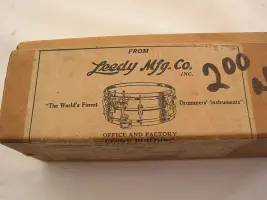 FROM
Leedy Mfg. Co.
INC.
"The World's Finest
Drummers' Instruments"
OFFICE AND FACTORY
200